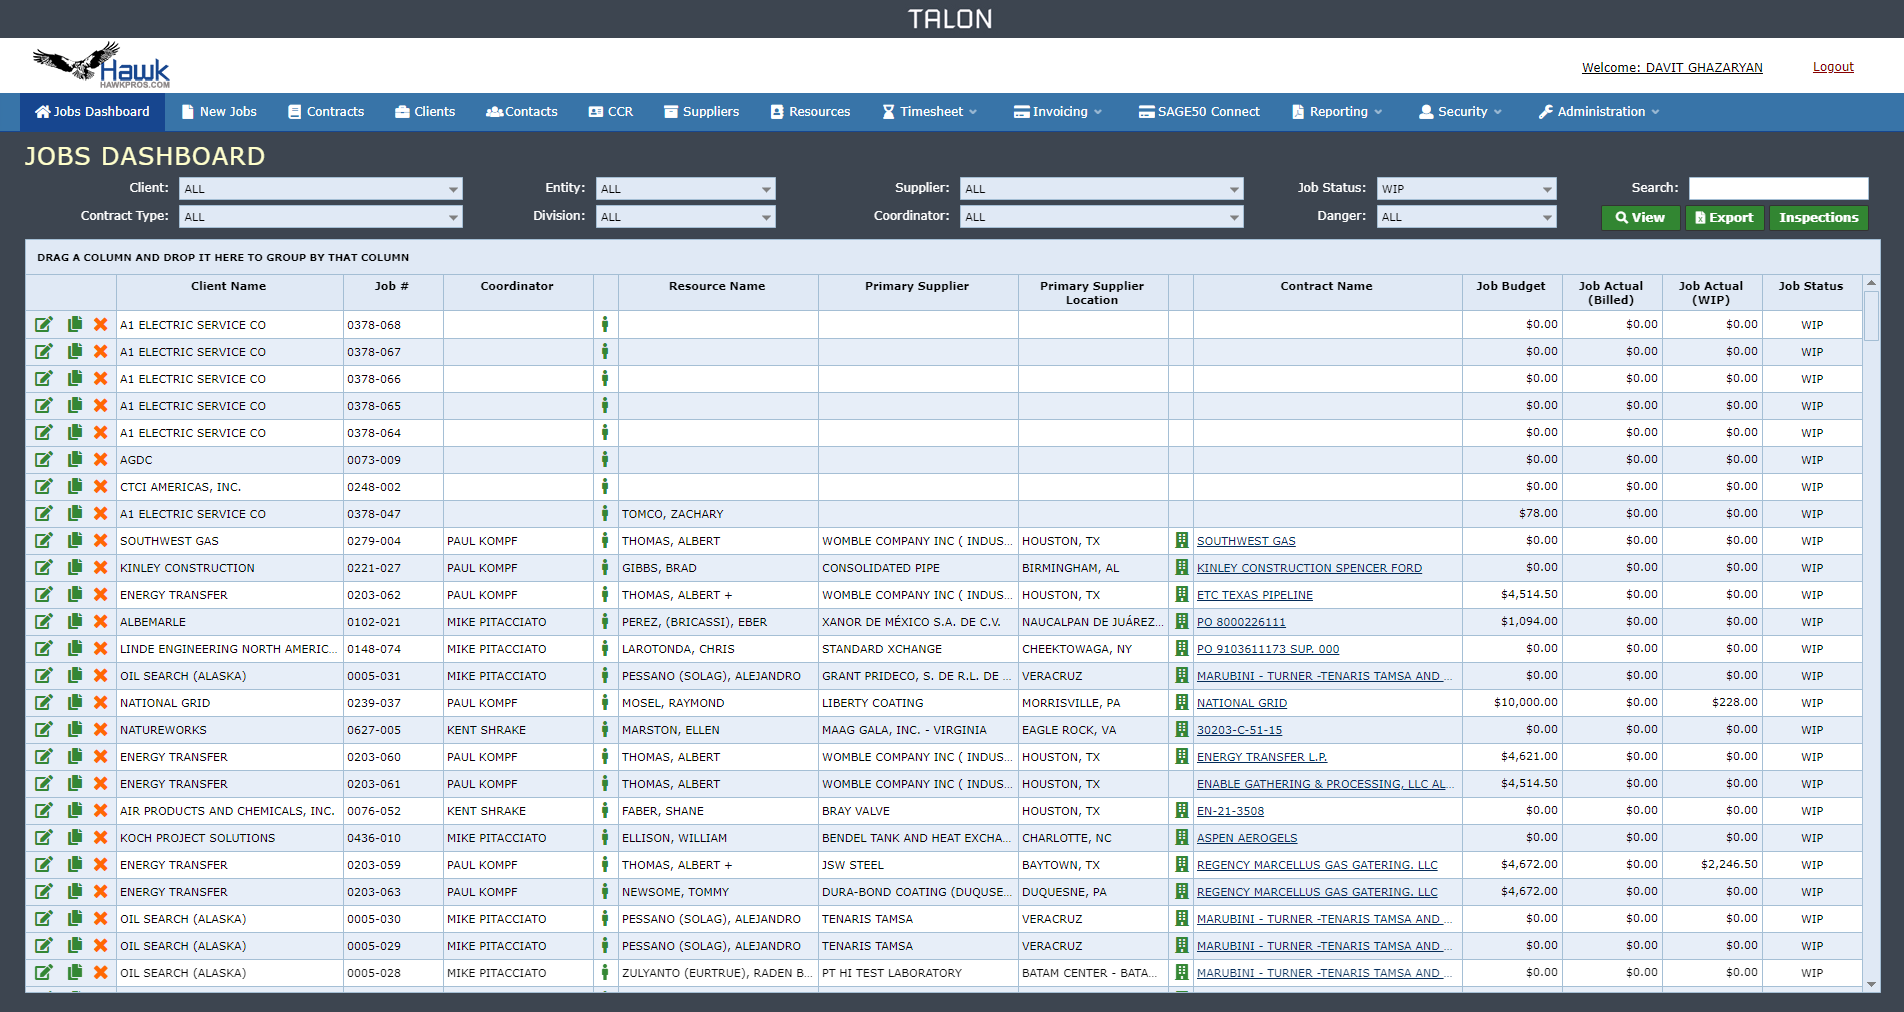 TALON
Hawk
HAWKPROS.COM
Welcome: DAVIT GHAZARYAN Logout
Jobs Dashboard New Jobs Contracts Clients Contacts CCR Suppliers Resources Timesheet Invoicing SAGE50 Connect Reporting Security Administration
JOBS DASHBOARD
Client: ALL Entity: ALL Supplier: ALL Job Status: WIP Search:
Contract Type: ALL Division: ALL Coordinator: ALL Danger: ALL View Export Inspections
DRAG A COLUMN AND DROP IT HERE TO GROUP BY THAT COLUMN
Client Name Job # Coordinator Resource Name Primary Supplier Primary Supplier Location Contract Name Job Budget Job Actual (Billed) Job Actual (WIP) Job Status
A1 ELECTRIC SERVICE CO 0378-068 $0.00 $0.00 $0.00 WIP
A1 ELECTRIC SERVICE CO 0378-067 $0.00 $0.00 $0.00 WIP
A1 ELECTRIC SERVICE CO 0378-066 $0.00 $0.00 $0.00 WIP
A1 ELECTRIC SERVICE CO 0378-065 $0.00 $0.00 $0.00 WIP
A1 ELECTRIC SERVICE CO 0378-064 $0.00 $0.00 $0.00 WIP
AGDC 0073-009 $0.00 $0.00 $0.00 WIP
CTCI AMERICAS, INC. 0248-002 $0.00 $0.00 $0.00 WIP
A1 ELECTRIC SERVICE CO 0378-047 TOMCO, ZACHARY $78.00 $0.00 $0.00 WIP
SOUTHWEST GAS 0279-004 PAUL KOMPF THOMAS, ALBERT WOMBLE COMPANY INC ( INDUS... HOUSTON, TX SOUTHWEST GAS $0.00 $0.00 $0.00 WIP
KINLEY CONSTRUCTION 0221-027 PAUL KOMPF GIBBS, BRAD CONSOLIDATED PIPE BIRMINGHAM, AL KINLEY CONSTRUCTION SPENCER FORD $0.00 $0.00 $0.00 WIP
ENERGY TRANSFER 0203-062 PAUL KOMPF THOMAS, ALBERT + WOMBLE COMPANY INC ( INDUS... HOUSTON, TX ETC TEXAS PIPELINE $4,514.50 $0.00 $0.00 WIP
ALBEMARLE 0102-021 MIKE PITACCIATO PEREZ, (BRICASSI), EBER XANOR DE MÉXICO S.A. DE C.V. NAUCALPAN DE JUÁREZ... PO 8000226111 $1,094.00 $0.00 $0.00 WIP
LINDE ENGINEERING NORTH AMERIC... 0148-074 MIKE PITACCIATO LAROTONDA, CHRIS STANDARD XCHANGE CHEEKTOWAGA, NY PO 9103611173 SUP. 000 $0.00 $0.00 $0.00 WIP
OIL SEARCH (ALASKA) 0005-031 MIKE PITACCIATO PESSANO (SOLAG), ALEJANDRO GRANT PRIDECO, S. DE R.L. DE ... VERACRUZ MARUBINI - TURNER -TENARIS TAMSA AND ... $0.00 $0.00 $0.00 WIP
NATIONAL GRID 0239-037 PAUL KOMPF MOSEL, RAYMOND LIBERTY COATING MORRISVILLE, PA NATIONAL GRID $10,000.00 $0.00 $228.00 WIP
NATUREWORKS 0627-005 KENT SHRAKE MARSTON, ELLEN MAAG GALA, INC. - VIRGINIA EAGLE ROCK, VA 30203-C-51-15 $0.00 $0.00 $0.00 WIP
ENERGY TRANSFER 0203-060 PAUL KOMPF THOMAS, ALBERT WOMBLE COMPANY INC ( INDUS... HOUSTON, TX ENERGY TRANSFER L.P. $4,621.00 $0.00 $0.00 WIP
ENERGY TRANSFER 0203-061 PAUL KOMPF THOMAS, ALBERT WOMBLE COMPANY INC ( INDUS... HOUSTON, TX ENABLE GATHERING & PROCESSING, LLC AL... $4,514.50 $0.00 $0.00 WIP
AIR PRODUCTS AND CHEMICALS, INC. 0076-052 KENT SHRAKE FABER, SHANE BRAY VALVE HOUSTON, TX EN-21-3508 $0.00 $0.00 $0.00 WIP
KOCH PROJECT SOLUTIONS 0436-010 MIKE PITACCIATO ELLISON, WILLIAM BENDEL TANK AND HEAT EXCHA... CHARLOTTE, NC ASPEN AEROGELS $0.00 $0.00 $0.00 WIP
ENERGY TRANSFER 0203-059 PAUL KOMPF THOMAS, ALBERT + JSW STEEL BAYTOWN, TX REGENCY MARCELLUS GAS GATERING. LLC $4,672.00 $0.00 $2,246.50 WIP
ENERGY TRANSFER 0203-063 PAUL KOMPF NEWSOME, TOMMY DURA-BOND COATING (DUQUSE... DUQUESNE, PA REGENCY MARCELLUS GAS GATERING. LLC $4,672.00 $0.00 $0.00 WIP
OIL SEARCH (ALASKA) 0005-030 MIKE PITACCIATO PESSANO (SOLAG), ALEJANDRO TENARIS TAMSA VERACRUZ MARUBINI - TURNER -TENARIS TAMSA AND ... $0.00 $0.00 $0.00 WIP
OIL SEARCH (ALASKA) 0005-029 MIKE PITACCIATO PESSANO (SOLAG), ALEJANDRO TENARIS TAMSA VERACRUZ MARUBINI - TURNER -TENARIS TAMSA AND ... $0.00 $0.00 $0.00 WIP
OIL SEARCH (ALASKA) 0005-028 MIKE PITACCIATO ZULYANTO (EURTRUE), RADEN B... PT HI TEST LABORATORY BATAM CENTER - BATA... MARUBINI - TURNER -TENARIS TAMSA AND ... $0.00 $0.00 $0.00 WIP